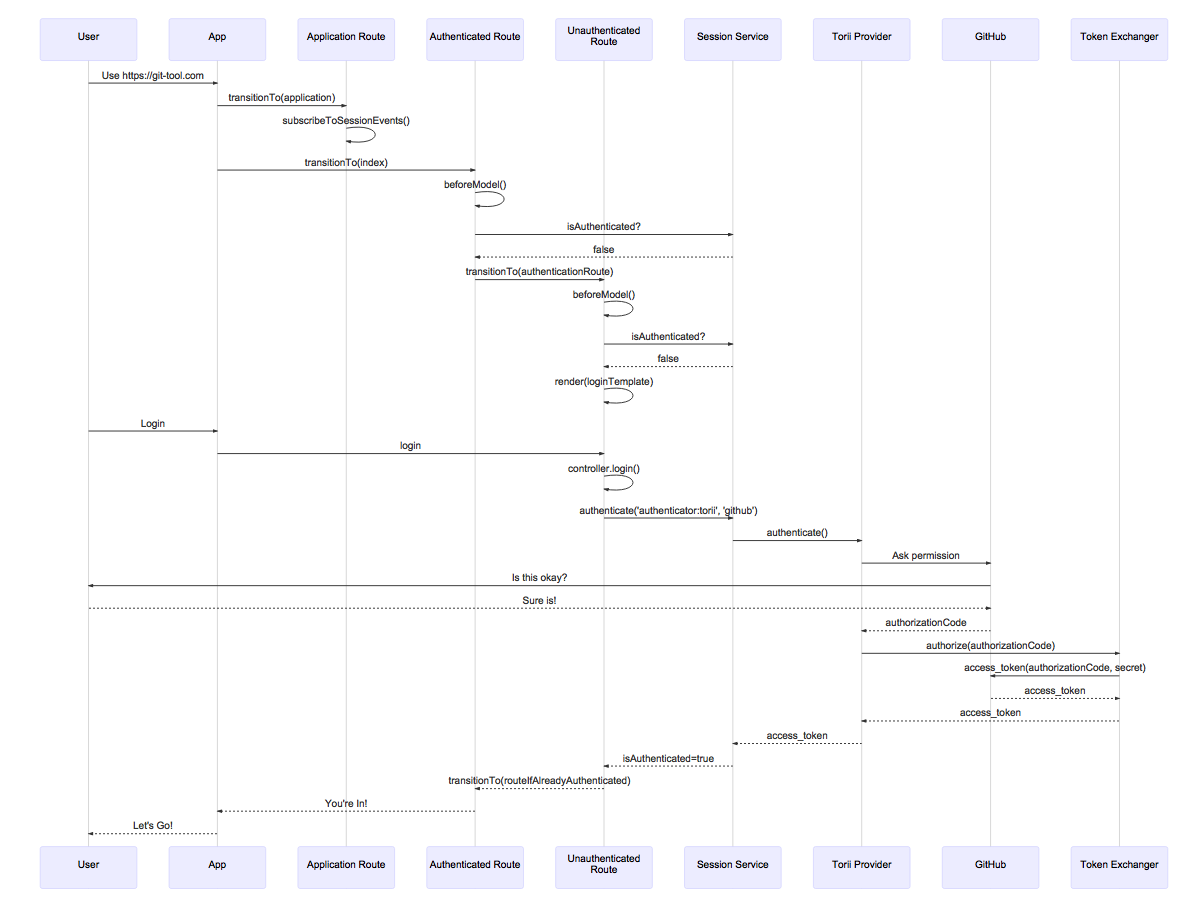 User
App
Application Route
Authenticated Route
Unauthenticated
Route
Session Service
Torii Provider
GitHub
Token Exchanger
Use https://git-tool.com
transitionTo(application)
subscribeToSessionEvents()
transitionTo(index)
beforeModel()
isAuthenticated?
false
transitionTo(authenticationRoute)
beforeModel()
isAuthenticated?
false
render(loginTemplate)
Login
login
controller.login()
authenticate('authenticator:torii', 'github')
authenticate()
Ask permission
Is this okay?
Sure is!
authorizationCode
authorize(authorizationCode)
access_token(authorizationCode, secret)
access_token
access_token
access_token
isAuthenticated=true
transitionTo(routeIfAlreadyAuthenticated)
You're In!
Let's Go!
User
App
Application Route
Authenticated Route
Unauthenticated
Route
Session Service
Torii Provider
GitHub
Token Exchanger